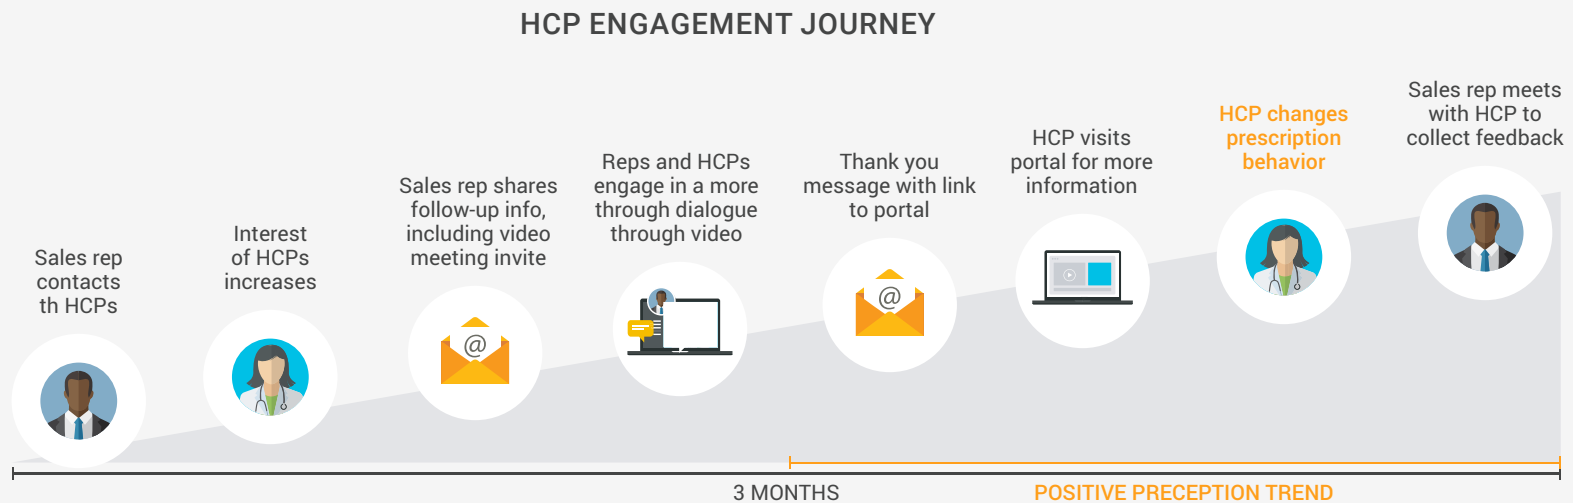 HCP ENGAGEMENT JOURNEY
Sales rep
contacts
th HCPs
Interest
of HCPs
increases
Sales rep shares
follow-up info,
including video
meeting invite
@
Reps and HCPs
engage in a more
through dialogue
through video
Thank you
message with link
to portal
@
HCP visits
portal for more
information
HCP changes
prescription
behavior
Sales rep meets
with HCP to
collect feedback
3 MONTHS
POSITIVE PRECEPTION TREND